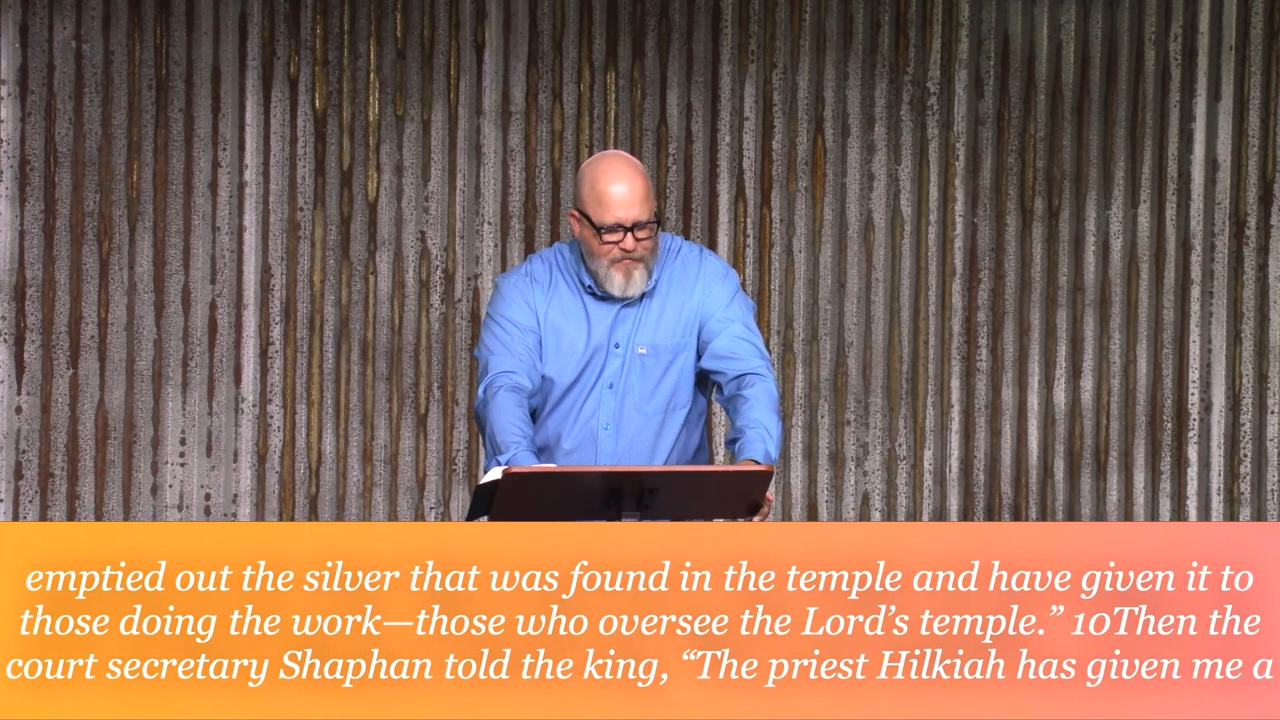 emptied out the silver that was found in the temple and have given it to
those doing the work—those who oversee the Lord’s temple.” 10Then the
court secretary Shaphan told the king, “The priest Hilkiah has given me a